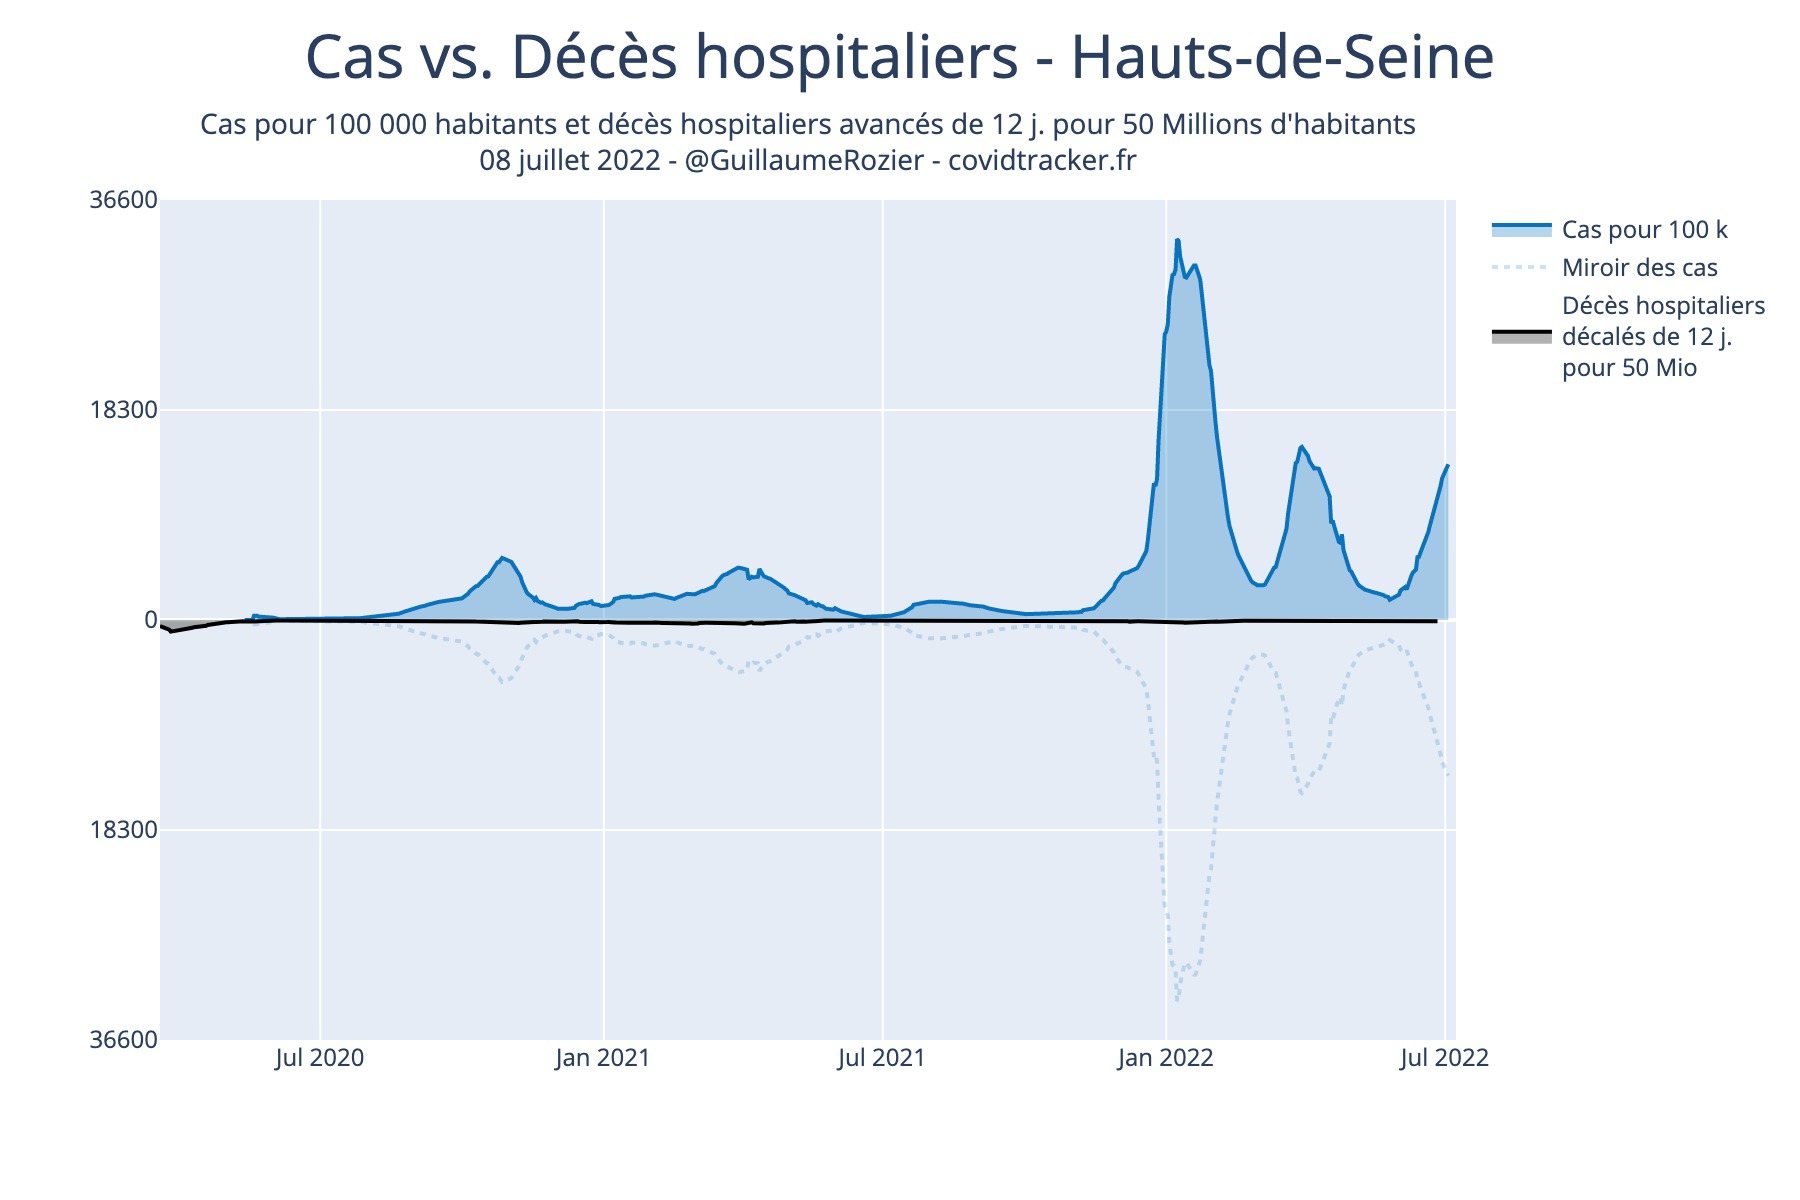 Cas vs. Décès hospitaliers - Hauts-de-Seine
Cas pour 100 000 habitants et décès hospitaliers avancés de 12 j. pour 50 Millions d'habitants
08 juillet 2022 - @GuillaumeRozier - covidtracker.fr
36600
18300
0
18300
36600
Jul 2020
Jan 2021
Jul 2021
Jan 2022
Jul 2022
Cas pour 100 k
Miroir des cas
Décès hospitaliers
décalés de 12 j.
pour 50 Mio